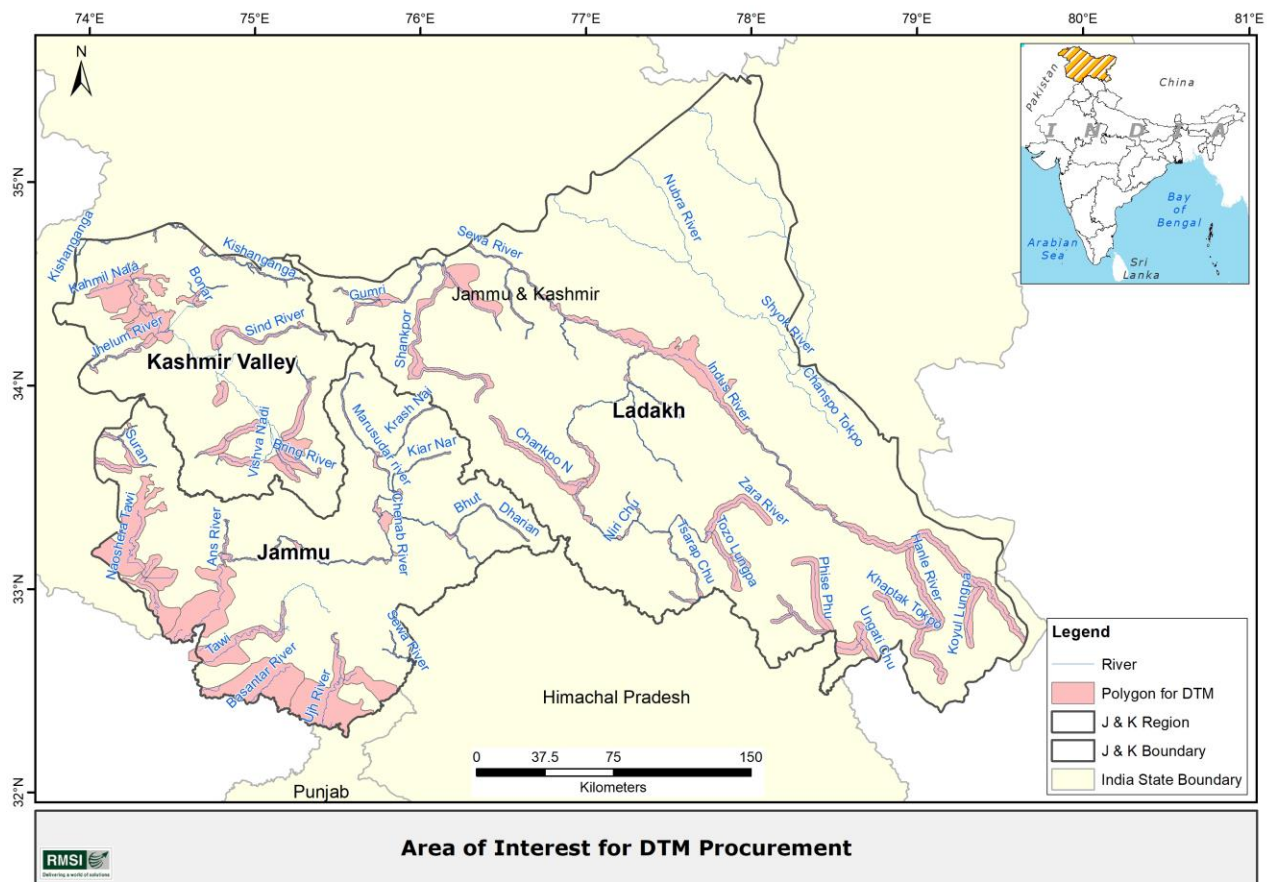 74°E
75°E
76°E
77°E
78°E
79°E
80°E
81°E
N
35°N
34°N
33°N
32°N
Pakistan
China
I N D I A
Arabian
Sea
Bay
of
Bengal
Sri
Lanka
Kishanganga
Kishanganga
Kahmil Nala
Bonar
Jhelum River
Sind River
Kashmir Valley
Vishva Nadi
Bring River
Sewa River
Gumri
Jammu & Kashmir
Shankpor
Nubra River
Shyok River
Chanspo Tokpo
Indus River
Ladakh
Marusudar river
Krash Nai
Kiar Nar
Chankpo N
Suran
Naoshera Tawi
Ans River
Jammu
Chenab River
Bhut
Dharian
Niri Chu
Tsarap Chu
Zara River
Tozo Lungpa
Phise Phu
Khaptak Tokpo
Hanle River
Koyul Lungpa
Ungati Chu
Tawi
Basantar River
Ujh River
Sewa River
Himachal Pradesh
Punjab
0 37.5 75 150
Kilometers
Legend
River
Polygon for DTM
J & K Region
J & K Boundary
India State Boundary
Area of Interest for DTM Procurement
RMSI
Delivering a world of solutions